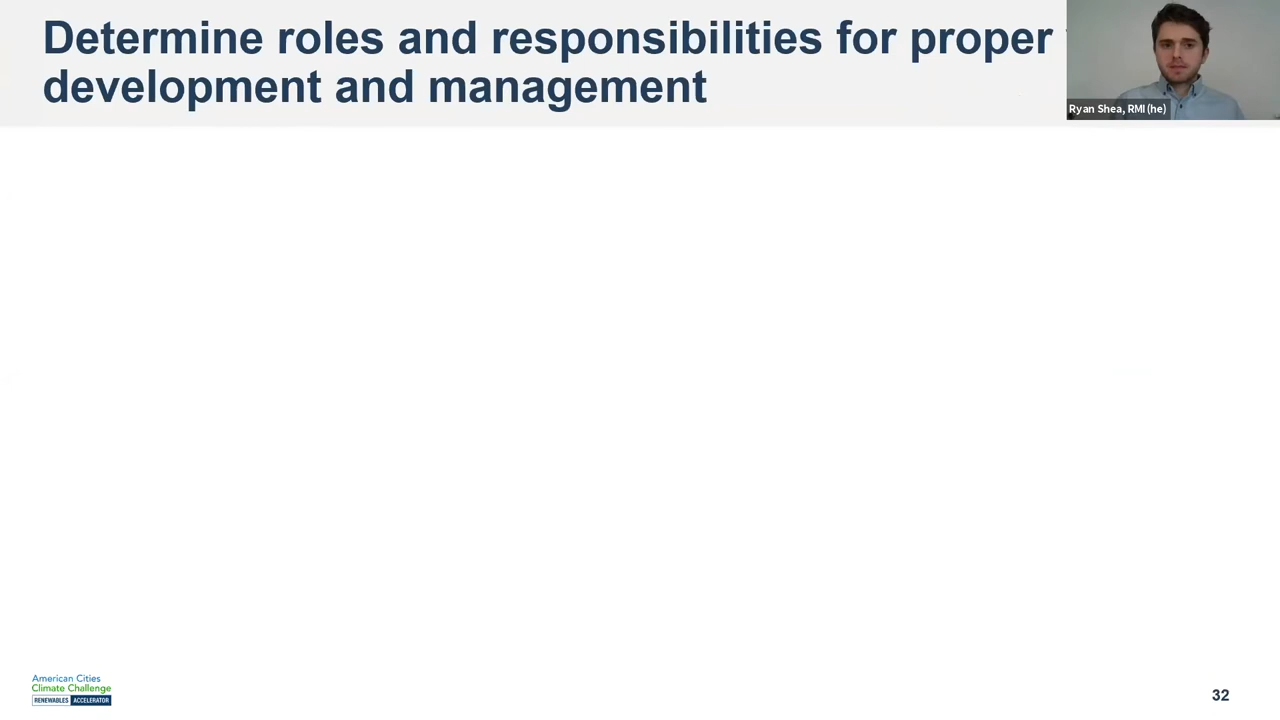 Determine roles and responsibilities for proper
development and management
Ryan Shea, RMI (he)
American Cities
Climate Challenge
RENEWABLES ACCELERATOR
32